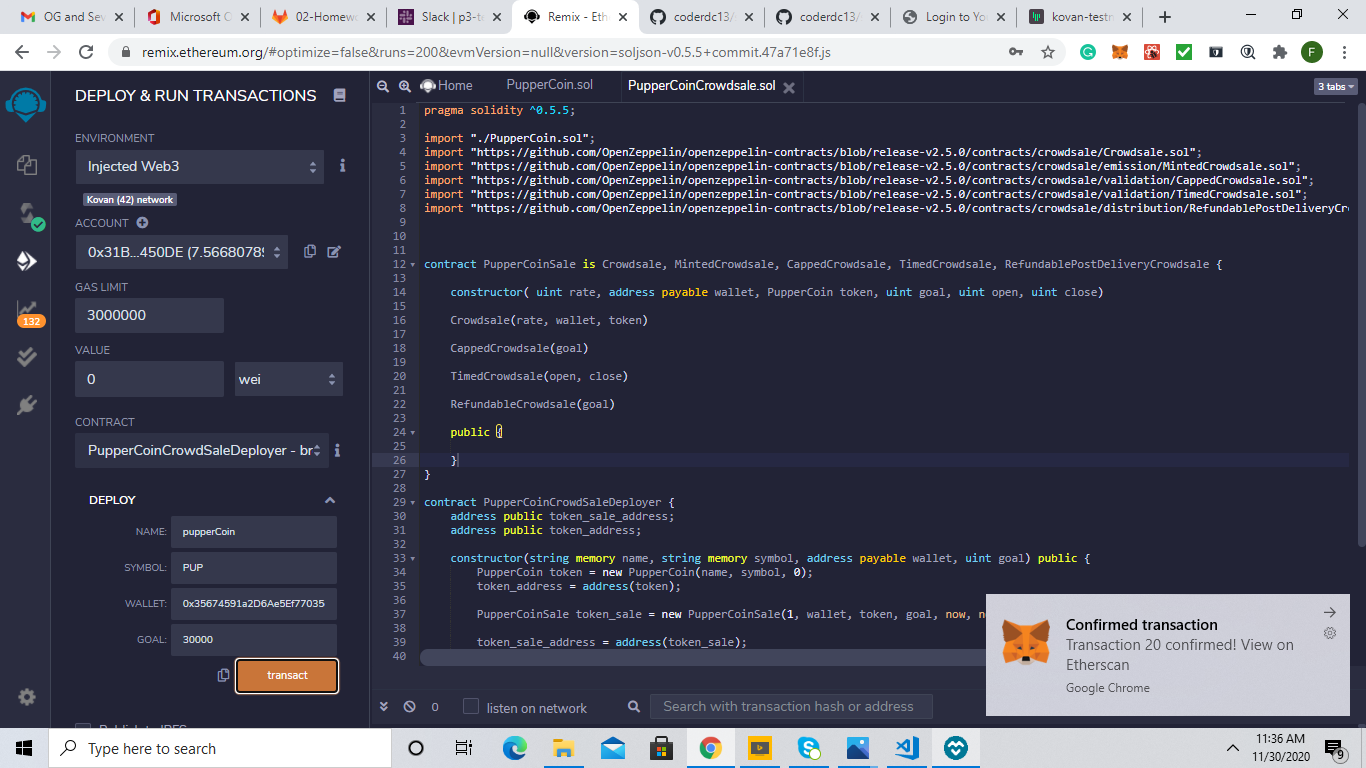 OG and Sev
Microsoft O
02-Homewo
Slack | p3-te
Remix - Eth
coderdc13/
coderdc13/
Login to Yo
kovan-testn
remix.ethereum.org/#optimize=false&runs=200&evmVersion=null&version=soljson-v0.5.5+commit.47a71e8f.js
F
DEPLOY & RUN TRANSACTIONS
ENVIRONMENT
Injected Web3
Kovan (42) network
ACCOUNT
0x31B...450DE (7.56680789
GAS LIMIT
3000000
132
VALUE
0
wei
CONTRACT
PupperCoinCrowdSaleDeployer - br
DEPLOY
NAME: pupperCoin
SYMBOL: PUP
WALLET: 0x35674591a2D6Ae5Ef77035
GOAL: 30000
transact
Publish to IPFS
Home
PupperCoin.sol
PupperCoinCrowdsale.sol
3 tabs
1 pragma solidity ^0.5.5;
2
3 import "./PupperCoin.sol";
4 import "https://github.com/OpenZeppelin/openzeppelin-contracts/blob/release-v2.5.0/contracts/crowdsale/Crowdsale.sol";
5 import "https://github.com/OpenZeppelin/openzeppelin-contracts/blob/release-v2.5.0/contracts/crowdsale/emission/MintedCrowdsale.sol";
6 import "https://github.com/OpenZeppelin/openzeppelin-contracts/blob/release-v2.5.0/contracts/crowdsale/validation/CappedCrowdsale.sol";
7 import "https://github.com/OpenZeppelin/openzeppelin-contracts/blob/release-v2.5.0/contracts/crowdsale/validation/TimedCrowdsale.sol";
8 import "https://github.com/OpenZeppelin/openzeppelin-contracts/blob/release-v2.5.0/contracts/crowdsale/distribution/RefundablePostDeliveryCr
9
10
11
12 contract PupperCoinSale is Crowdsale, MintedCrowdsale, CappedCrowdsale, TimedCrowdsale, RefundablePostDeliveryCrowdsale {
13
14 constructor( uint rate, address payable wallet, PupperCoin token, uint goal, uint open, uint close)
15
16 Crowdsale(rate, wallet, token)
17
18 CappedCrowdsale(goal)
19
20 TimedCrowdsale(open, close)
21
22 RefundableCrowdsale(goal)
23
24 public {
25
26 }
27 }
28
29 contract PupperCoinCrowdSaleDeployer {
30 address public token_sale_address;
31 address public token_address;
32
33 constructor(string memory name, string memory symbol, address payable wallet, uint goal) public {
34 PupperCoin token = new PupperCoin(name, symbol, 0);
35 token_address = address(token);
36
37 PupperCoinSale token_sale = new PupperCoinSale(1, wallet, token, goal, now, n
38
39 token_sale_address = address(token_sale);
40
0
listen on network
Search with transaction hash or address
Confirmed transaction
Transaction 20 confirmed! View on
Etherscan
Google Chrome
Type here to search
11:36 AM
11/30/2020
9